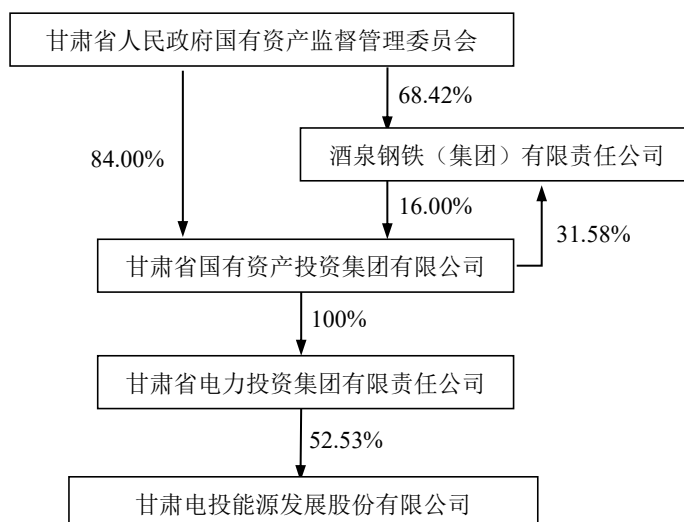 甘肃省人民政府国有资产监督管理委员会
68.42%
酒泉钢铁（集团）有限责任公司
84.00%
16.00%
31.58%
甘肃省国有资产投资集团有限公司
100%
甘肃省电力投资集团有限责任公司
52.53%
甘肃电投能源发展股份有限公司